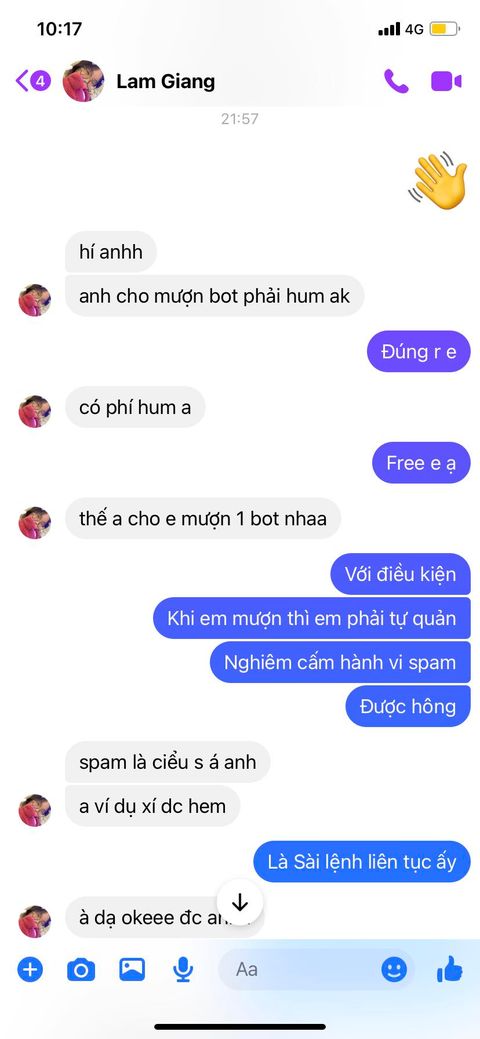 10:17
4G
4
Lam Giang
21:57
hí anhh
anh cho mượn bot phải hum ak
Đúng r e
có phí hum a
Free e ạ
thế a cho e mượn 1 bot nhaa
Với điều kiện
Khi em mượn thì em phải tự quản
Nghiêm cấm hành vi spam
Được hông
spam là ciểu s á anh
a ví dụ xí dc hem
Là Sài lệnh liên tục ấy
à dạ okeee đc
Aa